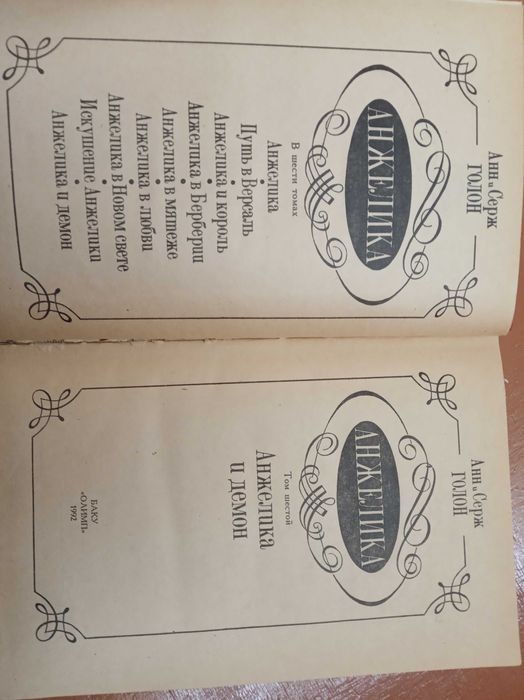 Анн и Серж
ГОЛОН
АНЖЕЛИКА
В шести томах
Анжелика
Путь в Версаль
Анжелика и король
Анжелика в Берберии
Анжелика в мятеже
Анжелика в любви
Анжелика в Новом свете
Искушение Анжелики
Анжелика и демон
Анн и Серж
ГОЛОН
АНЖЕЛИКА
Том шестой
Анжелика
и демон
БАКУ
«ОЛИМП»
1992